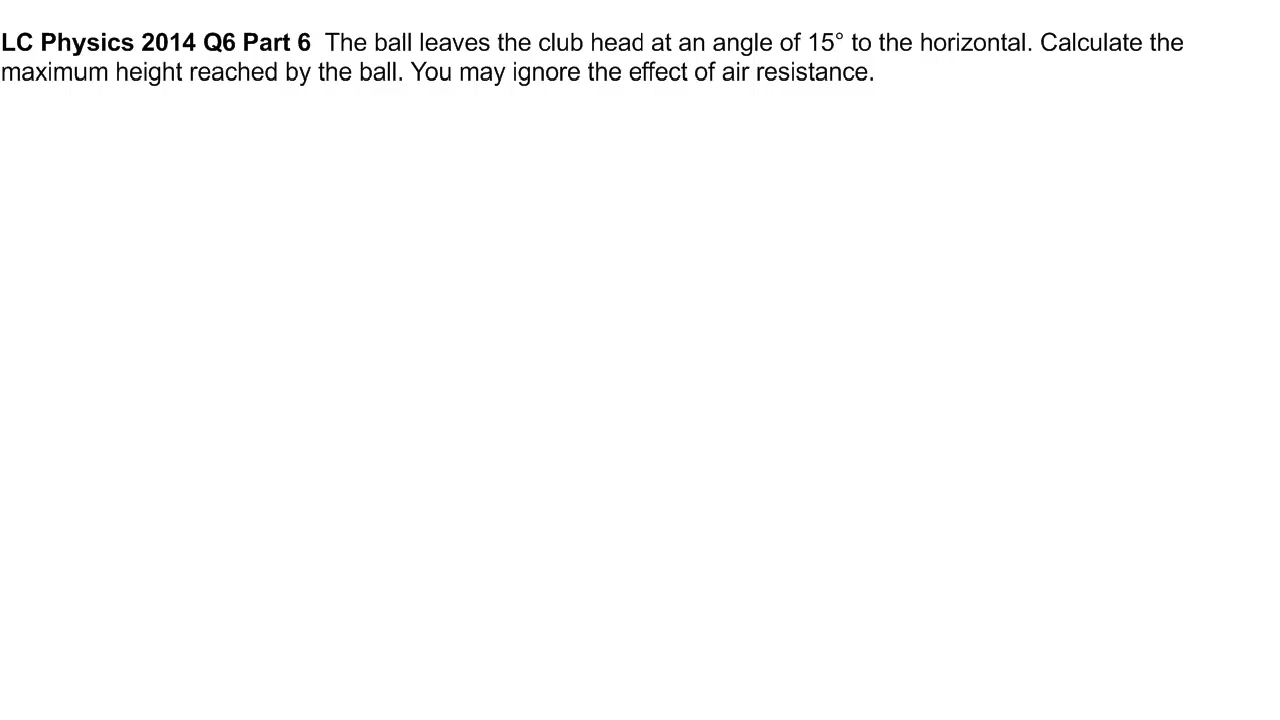 LC Physics 2014 Q6 Part 6 The ball leaves the club head at an angle of 15° to the horizontal. Calculate the
maximum height reached by the ball. You may ignore the effect of air resistance.